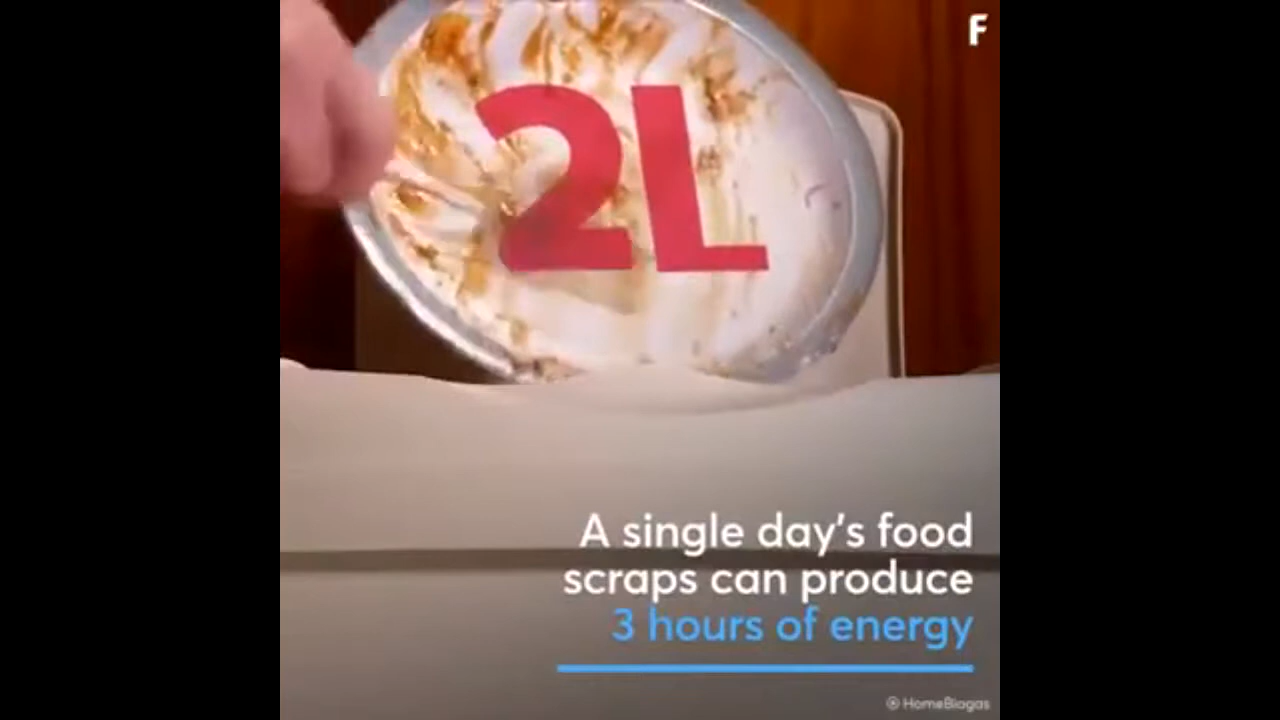 F
2L
A single day's food
scraps can produce
3 hours of energy
© HomeBiogas